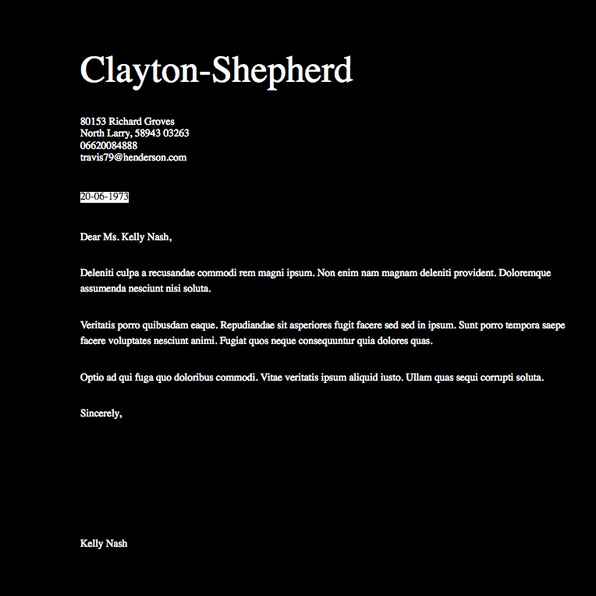 Clayton-Shepherd
80153 Richard Groves
North Larry, 58943 03263
06620084888
travis79@henderson.com
20-06-1973
Dear Ms. Kelly Nash,
Deleniti culpa a recusandae commodi rem magni ipsum. Non enim nam magnam deleniti provident. Doloremque
assumenda nesciunt nisi soluta.
Veritatis porro quibusdam eaque. Repudiandae sit asperiores fugit facere sed sed in ipsum. Sunt porro tempora saepe
facere voluptates nesciunt animi. Fugiat quos neque consequuntur quia dolores quas.
Optio ad qui fuga quo doloribus commodi. Vitae veritatis ipsum aliquid iusto. Ullam quas sequi corrupti soluta.
Sincerely,
Kelly Nash